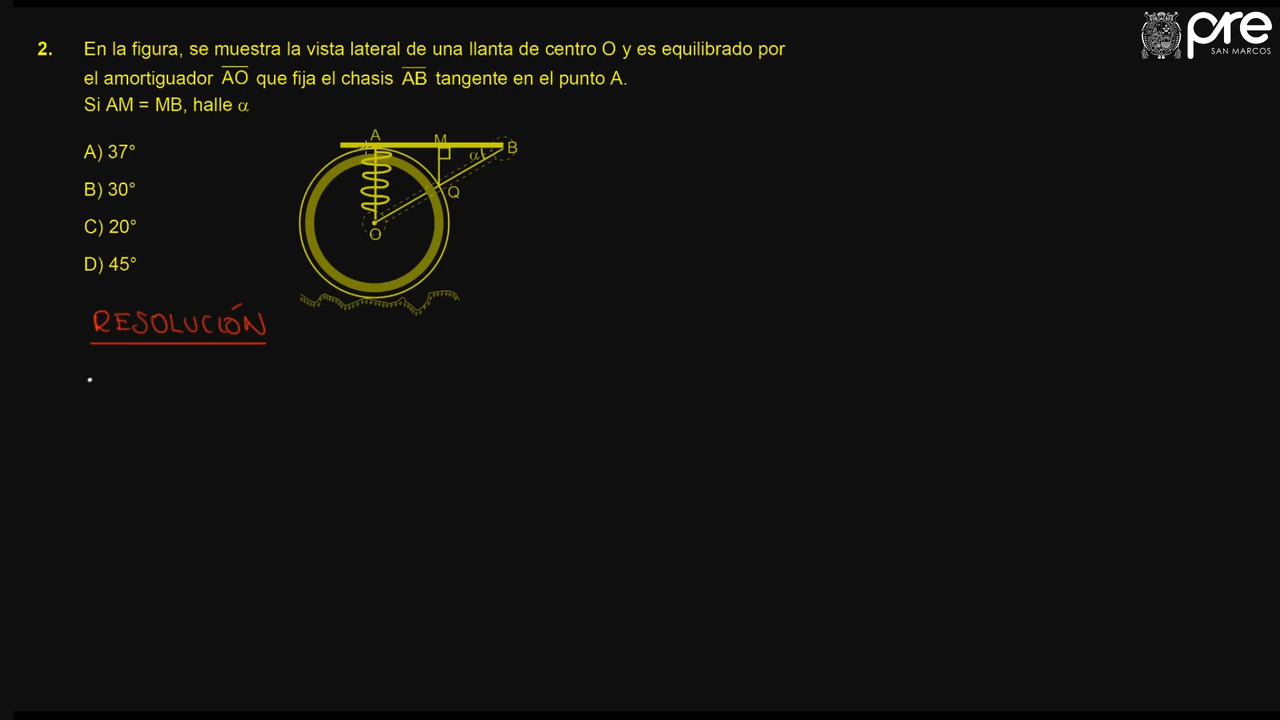 pre
SAN MARCOS
2. En la figura, se muestra la vista lateral de una llanta de centro O y es equilibrado por
el amortiguador AO que fija el chasis AB tangente en el punto A.
Si AM = MB, halle α
A) 37°
B) 30°
C) 20°
D) 45°
A
M
B
α
Q
O
RESOLUCIÓN